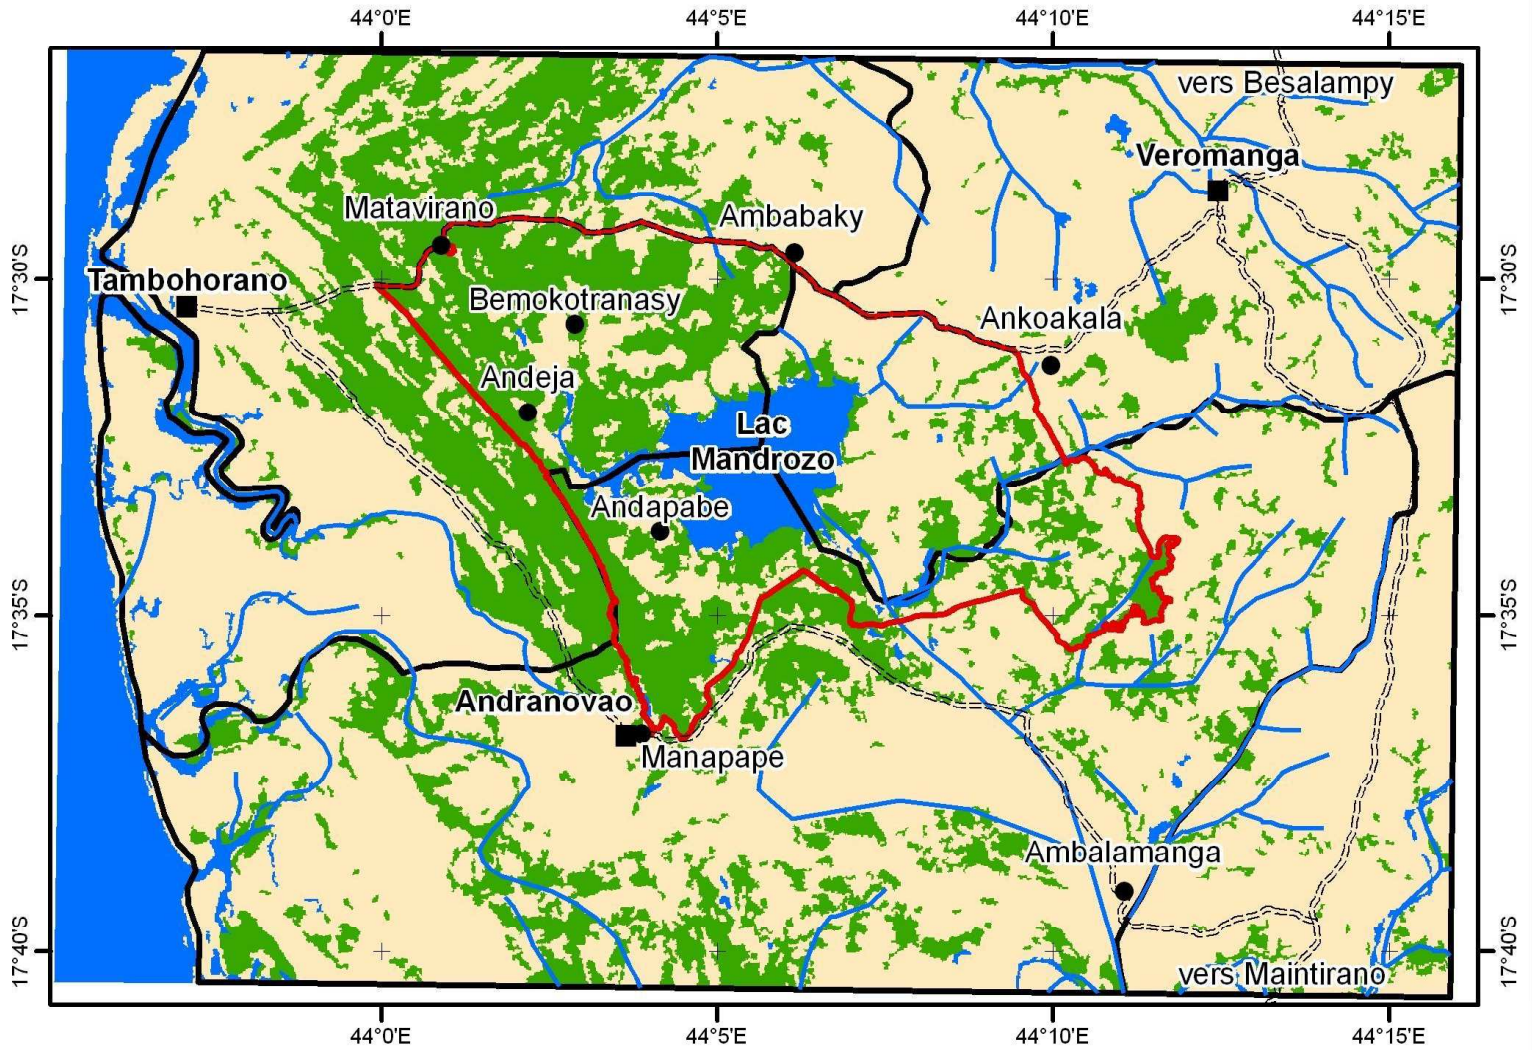 44°0'E
44°5'E
44°10'E
44°15'E
vers Besalampy
Veromanga
Matavirano
Ambabaky
17°30'S
17°30'S
Tambohorano
Bemokotranasy
Ankoakala
Andeja
Lac
Mandrozo
Andapabe
17°35'S
17°35'S
Andranovao
Manapape
Ambalamanga
17°40'S
17°40'S
vers Maintirano
44°0'E
44°5'E
44°10'E
44°15'E